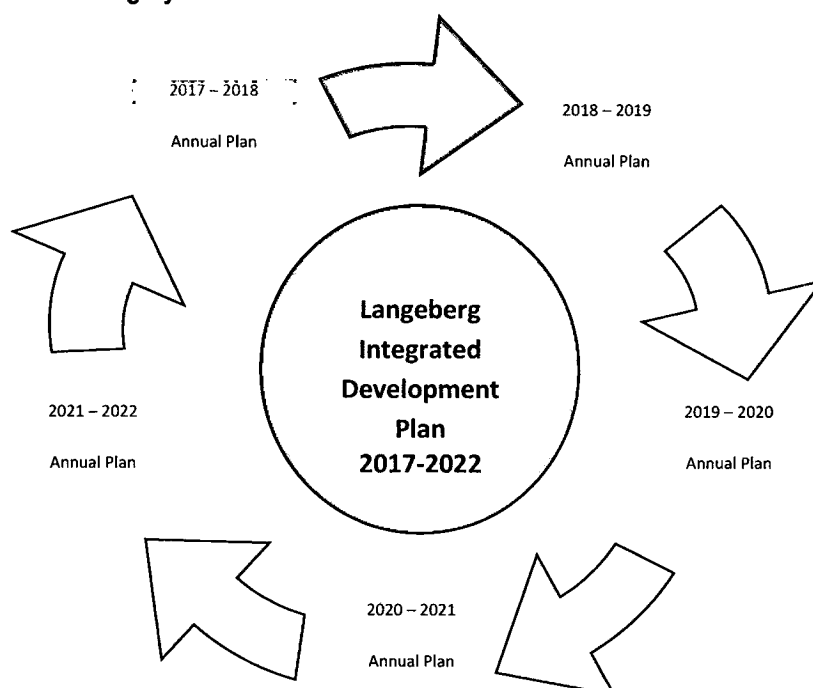 2017 – 2018
Annual Plan
2018 – 2019
Annual Plan
Langeberg
Integrated
Development
Plan
2017-2022
2019 – 2020
Annual Plan
2020 – 2021
Annual Plan
2021 – 2022
Annual Plan